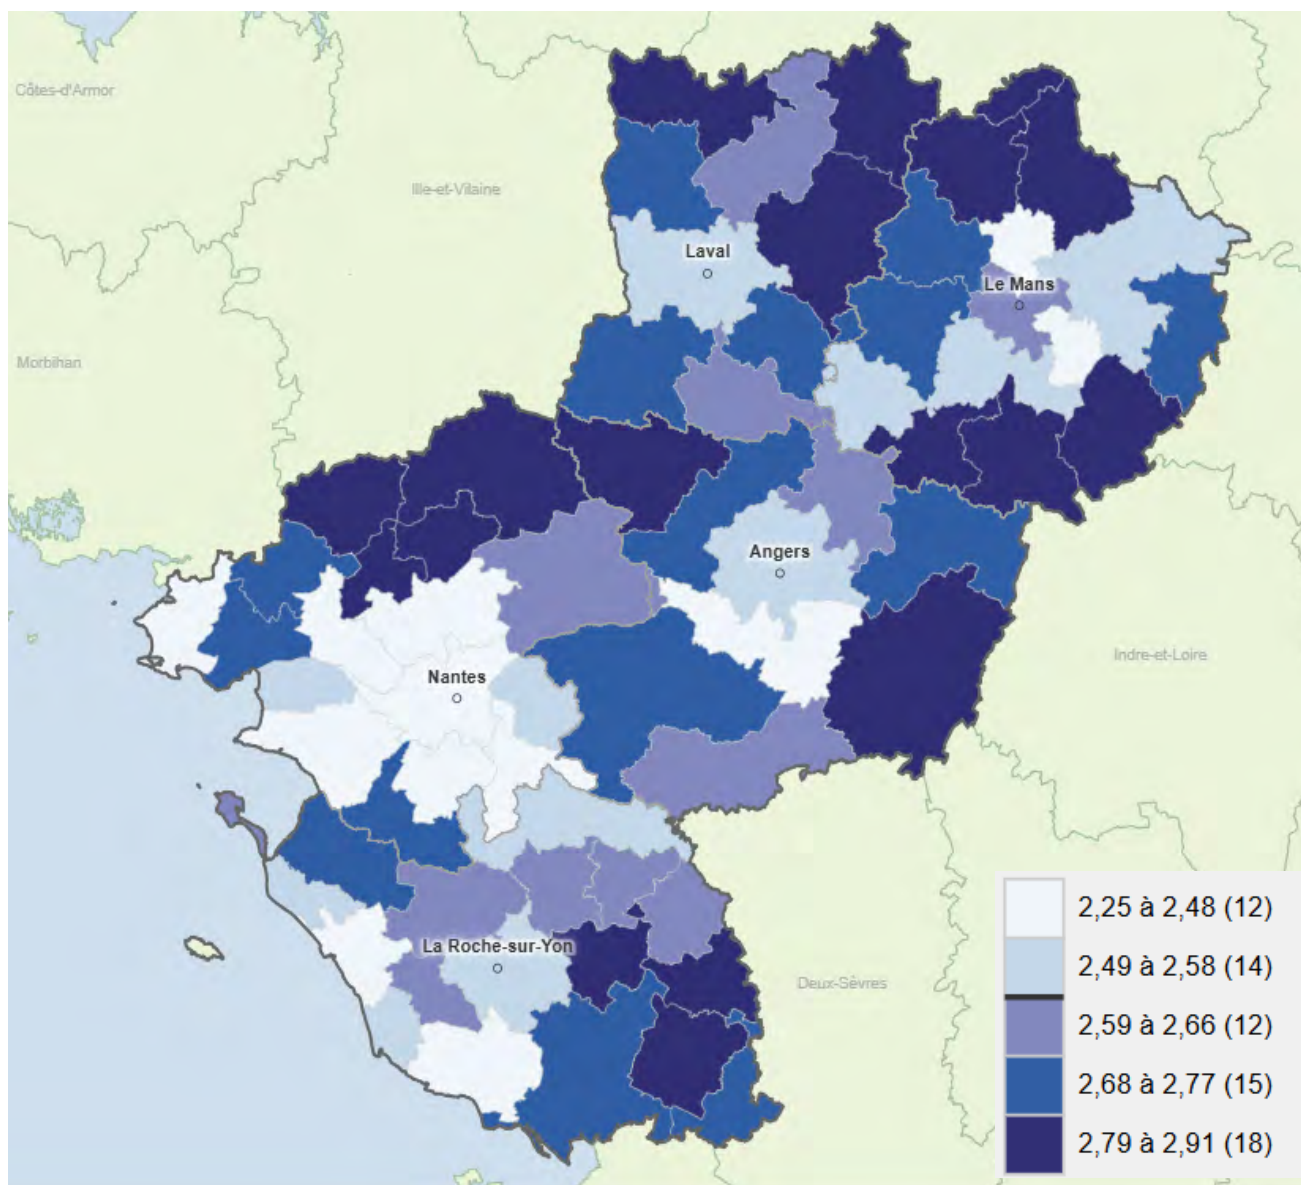 Côtes-d'Armor
Ille-et-Vilaine
Laval
Le Mans
Morbihan
Angers
Nantes
Indre-et-Loire
La Roche-sur-Yon
Deux-Sèvres
2,25 à 2,48 (12)
2,49 à 2,58 (14)
2,59 à 2,66 (12)
2,68 à 2,77 (15)
2,79 à 2,91 (18)